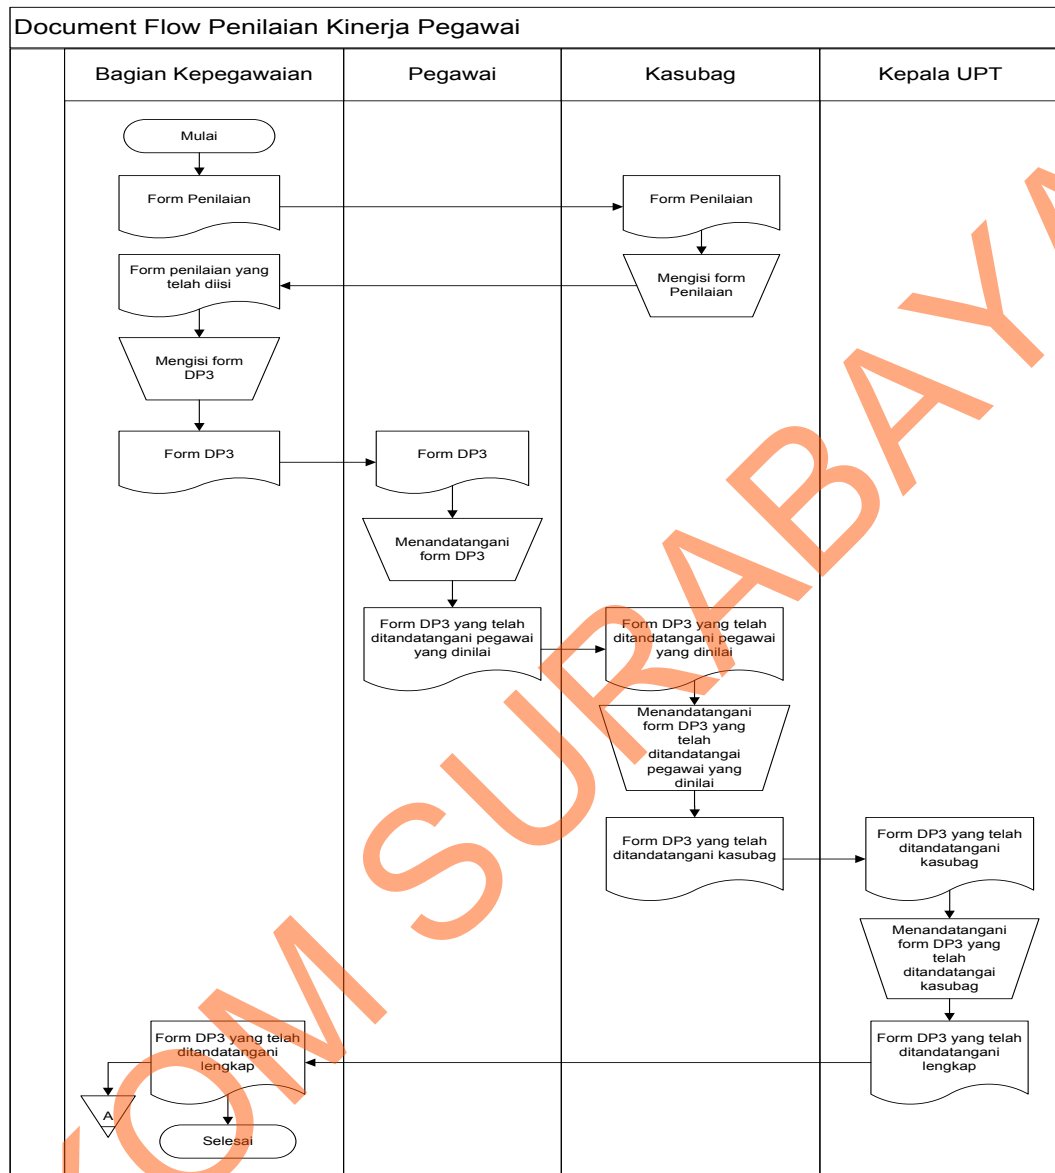 Document Flow Penilaian Kinerja Pegawai
Bagian Kepegawaian
Pegawai
Kasubag
Kepala UPT
Mulai
Form Penilaian
Form Penilaian
Form penilaian yang
telah diisi
Mengisi form
Penilaian
Mengisi form
DP3
Form DP3
Form DP3
Menandatangani
form DP3
Form DP3 yang telah
ditandatangani pegawai
yang dinilai
Form DP3 yang telah
ditandatangani pegawai
yang dinilai
Menandatangani
form DP3 yang
telah
ditandatangai
pegawai yang
dinilai
Form DP3 yang telah
ditandatangani kasubag
Form DP3 yang telah
ditandatangani
kasubag
Menandatangani
form DP3 yang
telah
ditandatangai
kasubag
Form DP3 yang telah
ditandatangani
lengkap
Form DP3 yang telah
ditandatangani
lengkap
A
Selesai
OM SURABAYA